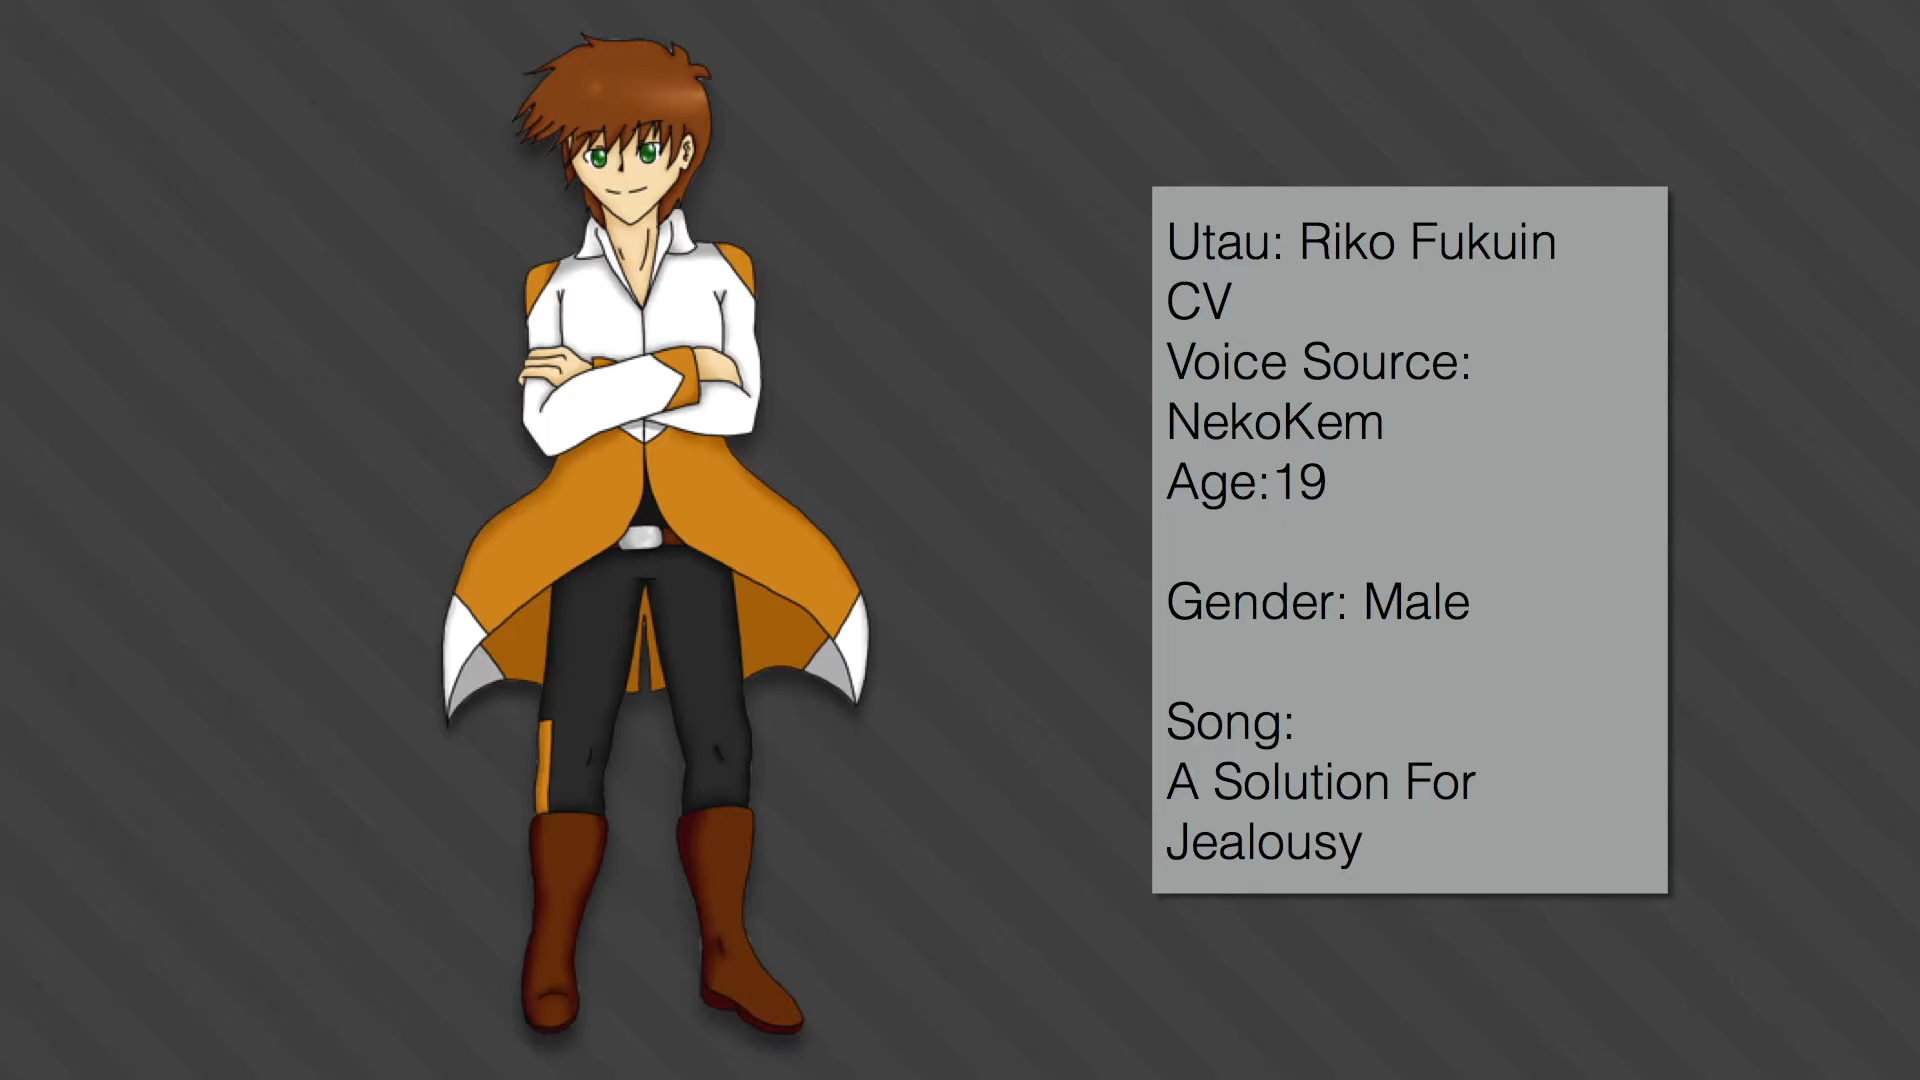 Utau: Riko Fukuin
CV
Voice Source:
NekoKem
Age:19
Gender: Male
Song:
A Solution For
Jealousy